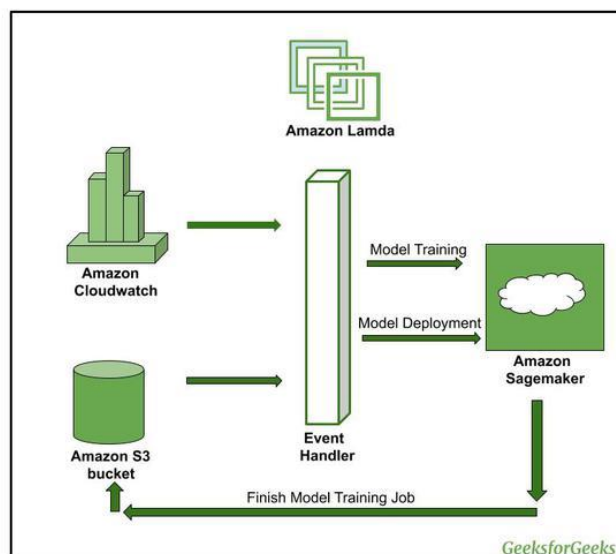 Amazon Lamda
Amazon
Cloudwatch
Model Training
Model Deployment
Amazon
Sagemaker
Amazon S3
bucket
Event
Handler
Finish Model Training Job
GeeksforGeeks